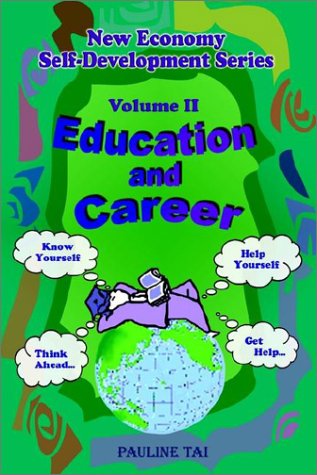 New Economy
Self-Development Series
Volume II
Education
and
Career
Know
Yourself
Help
Yourself
Think
Ahead...
Get
Help...
PAULINE TAI